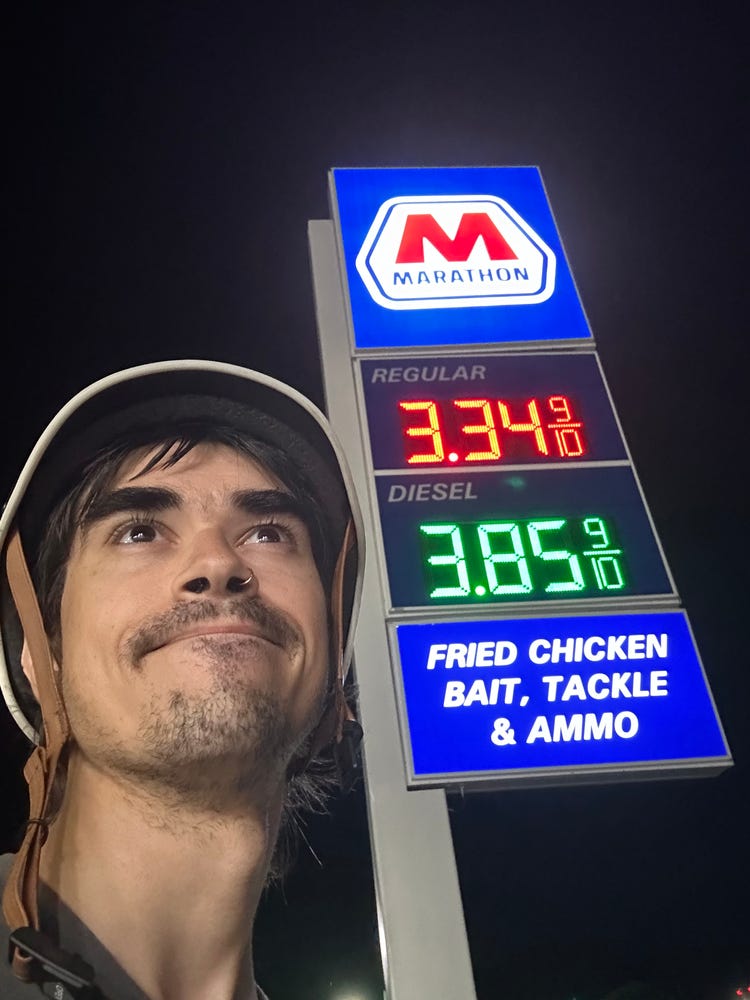 M
MARATHON
REGULAR
3.34 9/10
DIESEL
3.85 9/10
FRIED CHICKEN
BAIT, TACKLE
& AMMO